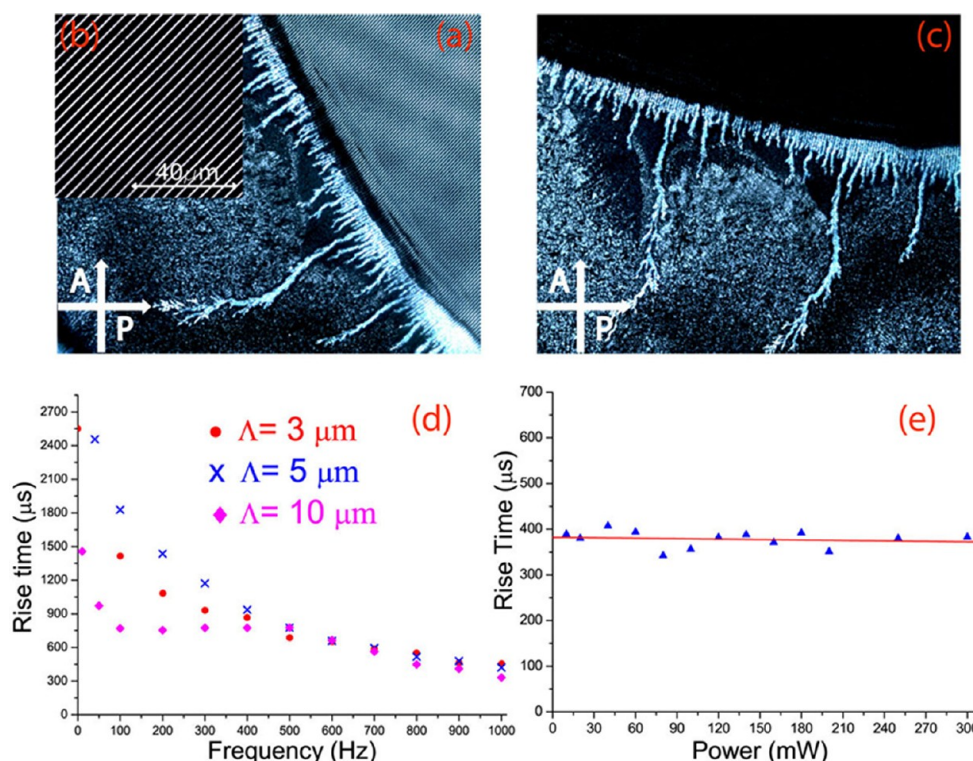 (b)
(a)
(c)
40μm
A
P
A
P
(d)
Λ= 3 μm
Λ= 5 μm
Λ= 10 μm
Rise time (μs)
2700
2400
2100
1800
1500
1200
900
600
300
0
0 100 200 300 400 500 600 700 800 900 1000
Frequency (Hz)
(e)
Rise Time (μs)
700
600
500
400
300
200
100
0
0 30 60 90 120 150 180 210 240 270 300
Power (mW)